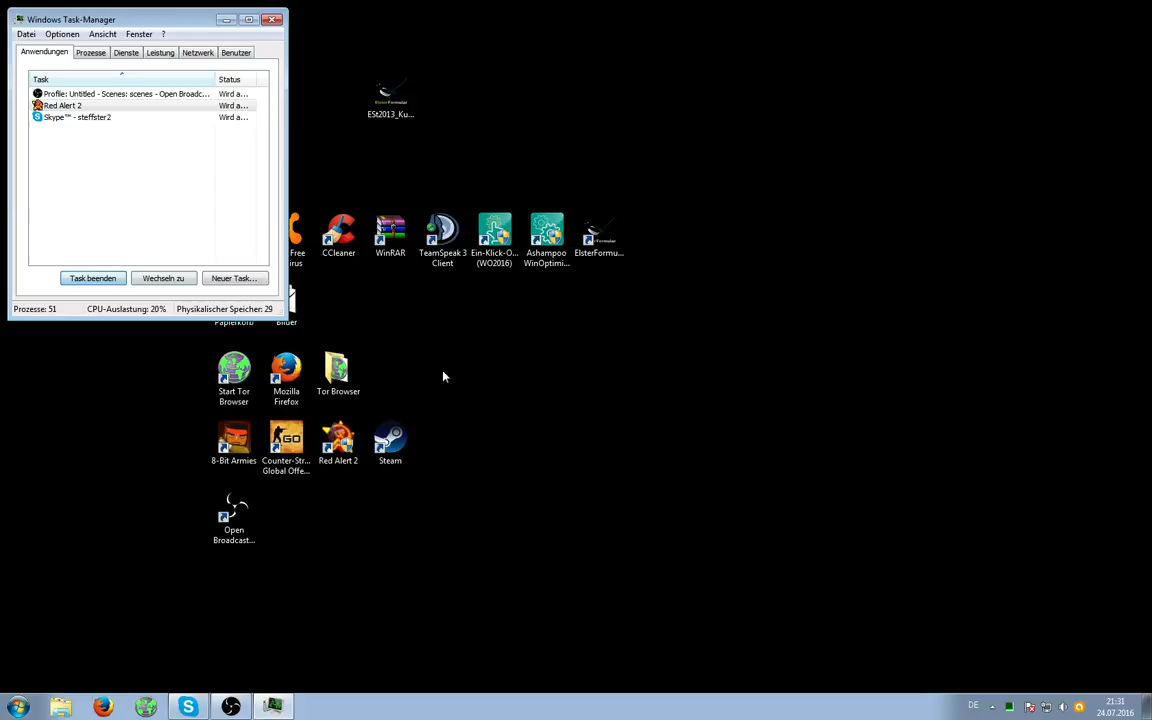 Windows Task-Manager
Datei Optionen Ansicht Fenster ?
Anwendungen Prozesse Dienste Leistung Netzwerk Benutzer
Task Status
Profile: Untitled - Scenes: scenes - Open Broadc... Wird a...
Red Alert 2 Wird a...
Skype™ - steffster2 Wird a...
Task beenden Wechseln zu Neuer Task...
Prozesse: 51 CPU-Auslastung: 20% Physikalischer Speicher: 29
ElsterFormular
ESt2013_Ku...
Free
irus
CCleaner
WinRAR
TeamSpeak 3
Client
Ein-Klick-O...
(WO2016)
Ashampoo
WinOptimi...
ElsterFormu...
Papierkorb
Bilder
Start Tor
Browser
Mozilla
Firefox
Tor Browser
GO
8-Bit Armies
Counter-Str...
Global Offe...
Red Alert 2
Steam
Open
Broadcast...
DE
21:31
24.07.2016